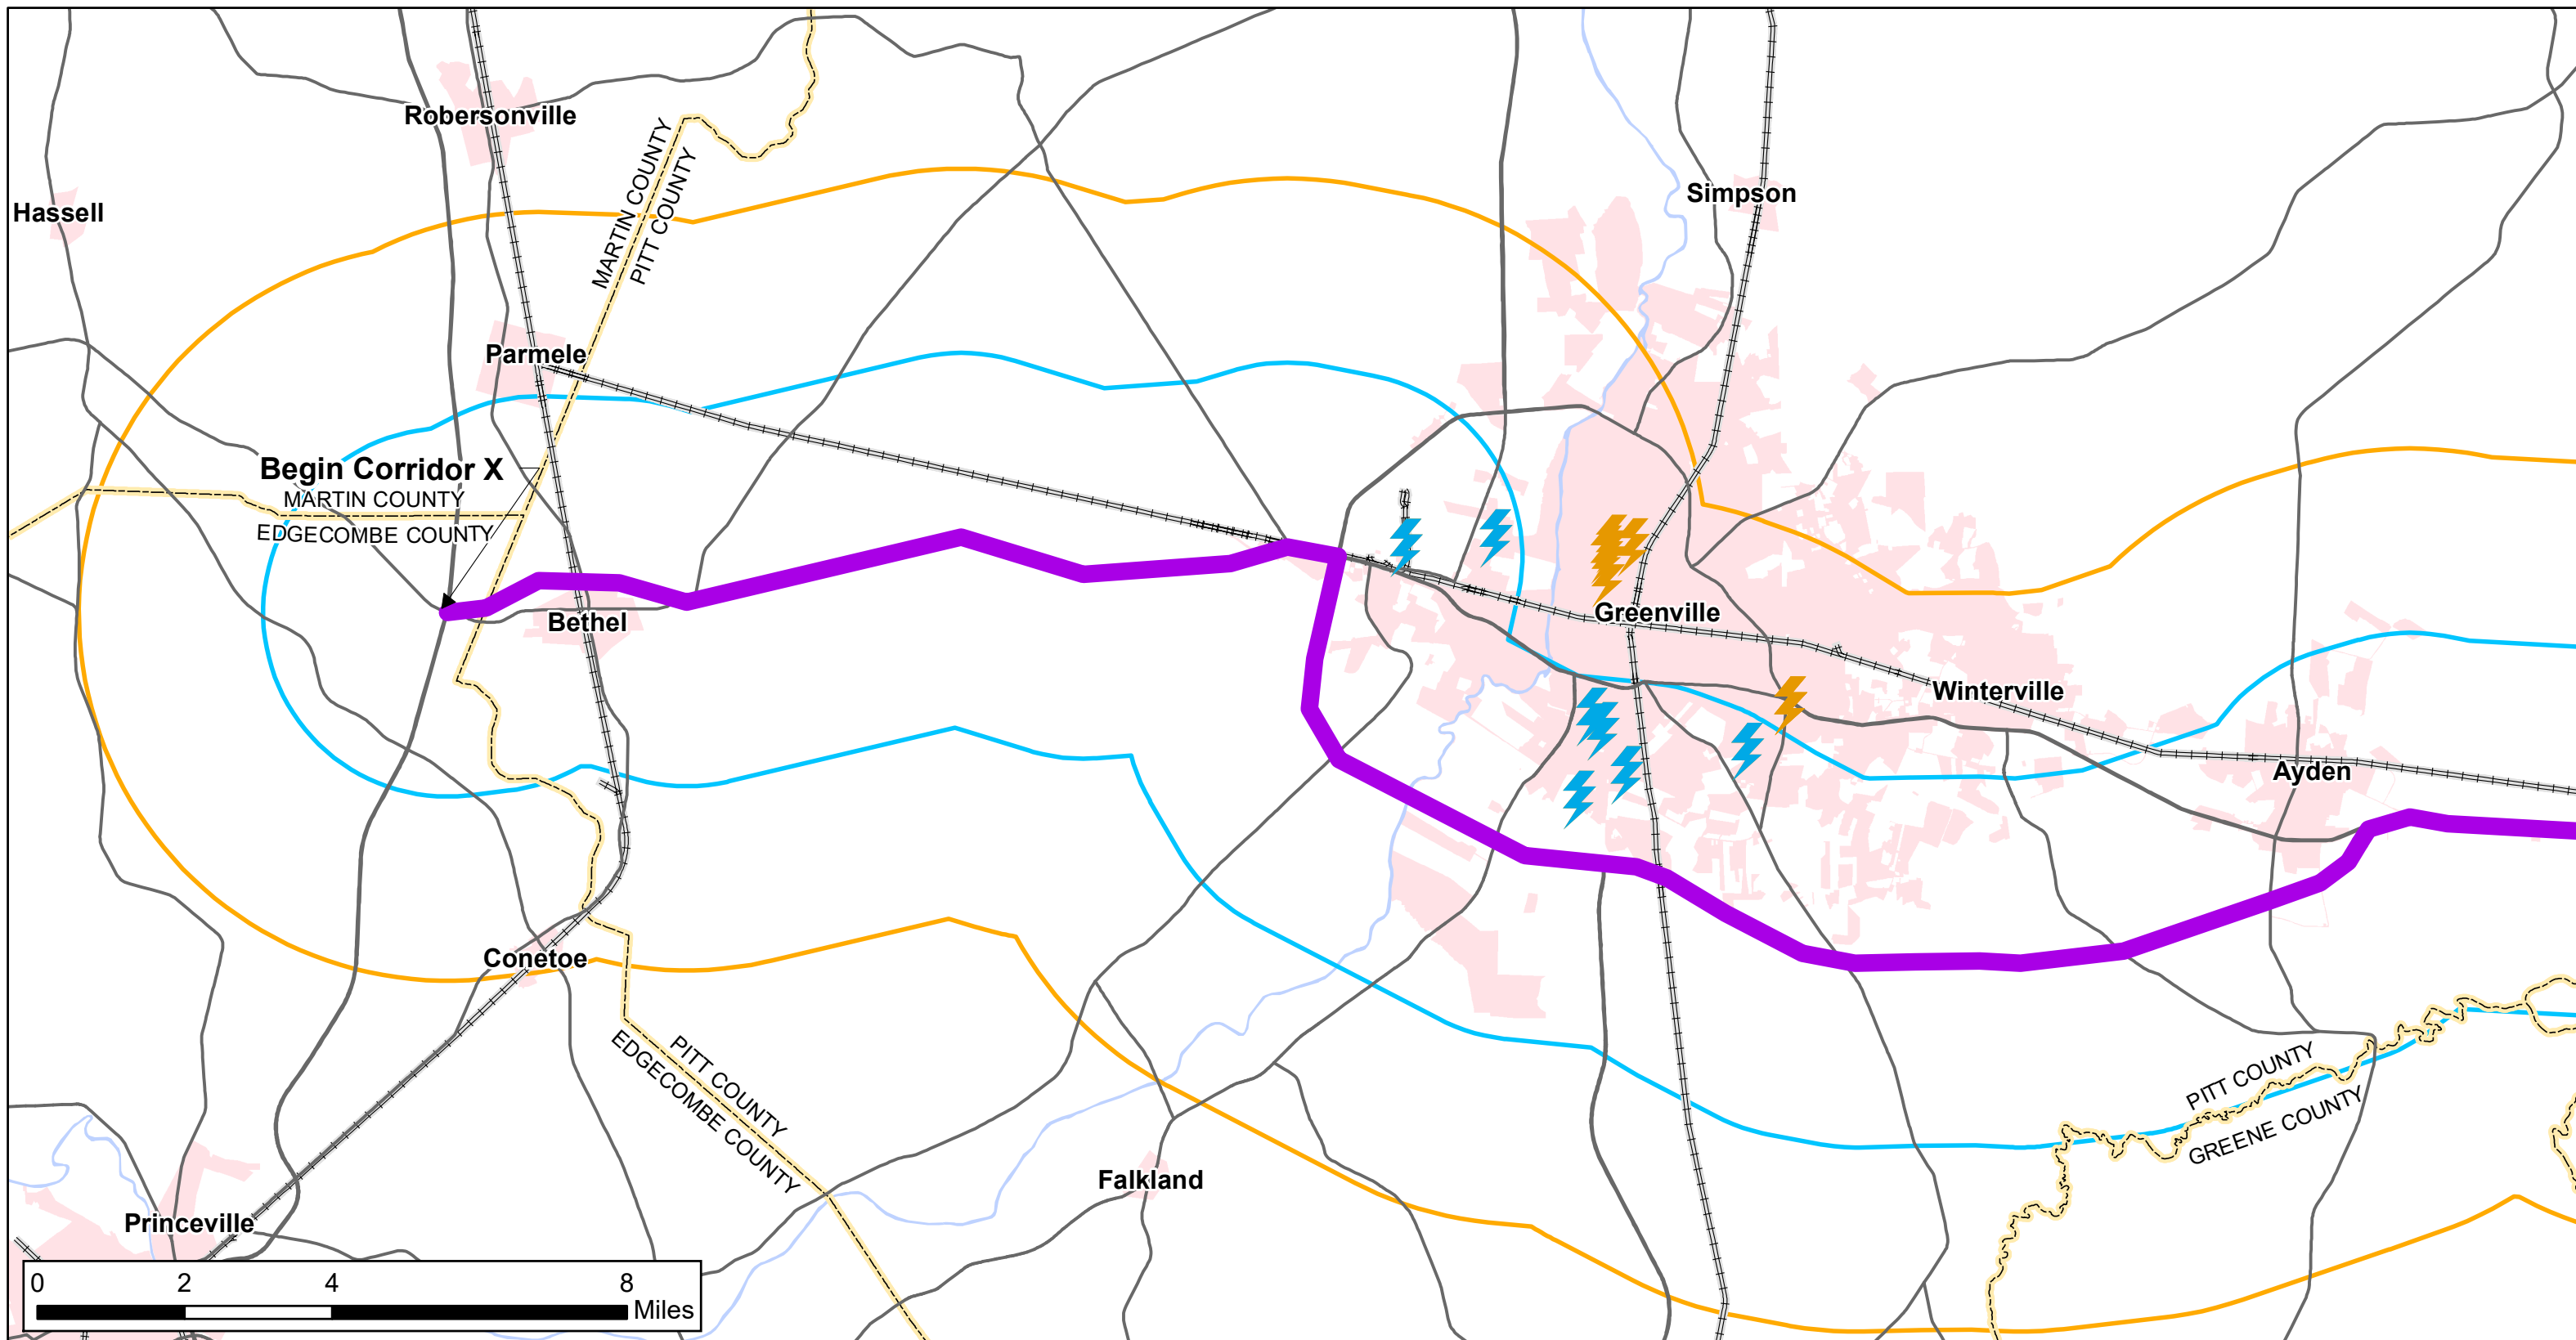 Robersonville
Hassell
Simpson
MARTIN COUNTY
PITT COUNTY
Parmele
Begin Corridor X
MARTIN COUNTY
EDGECOMBE COUNTY
Bethel
Greenville
Winterville
Ayden
Conetoe
PITT COUNTY
EDGECOMBE COUNTY
PITT COUNTY
GREENE COUNTY
Falkland
Princeville
0 2 4 8
Miles